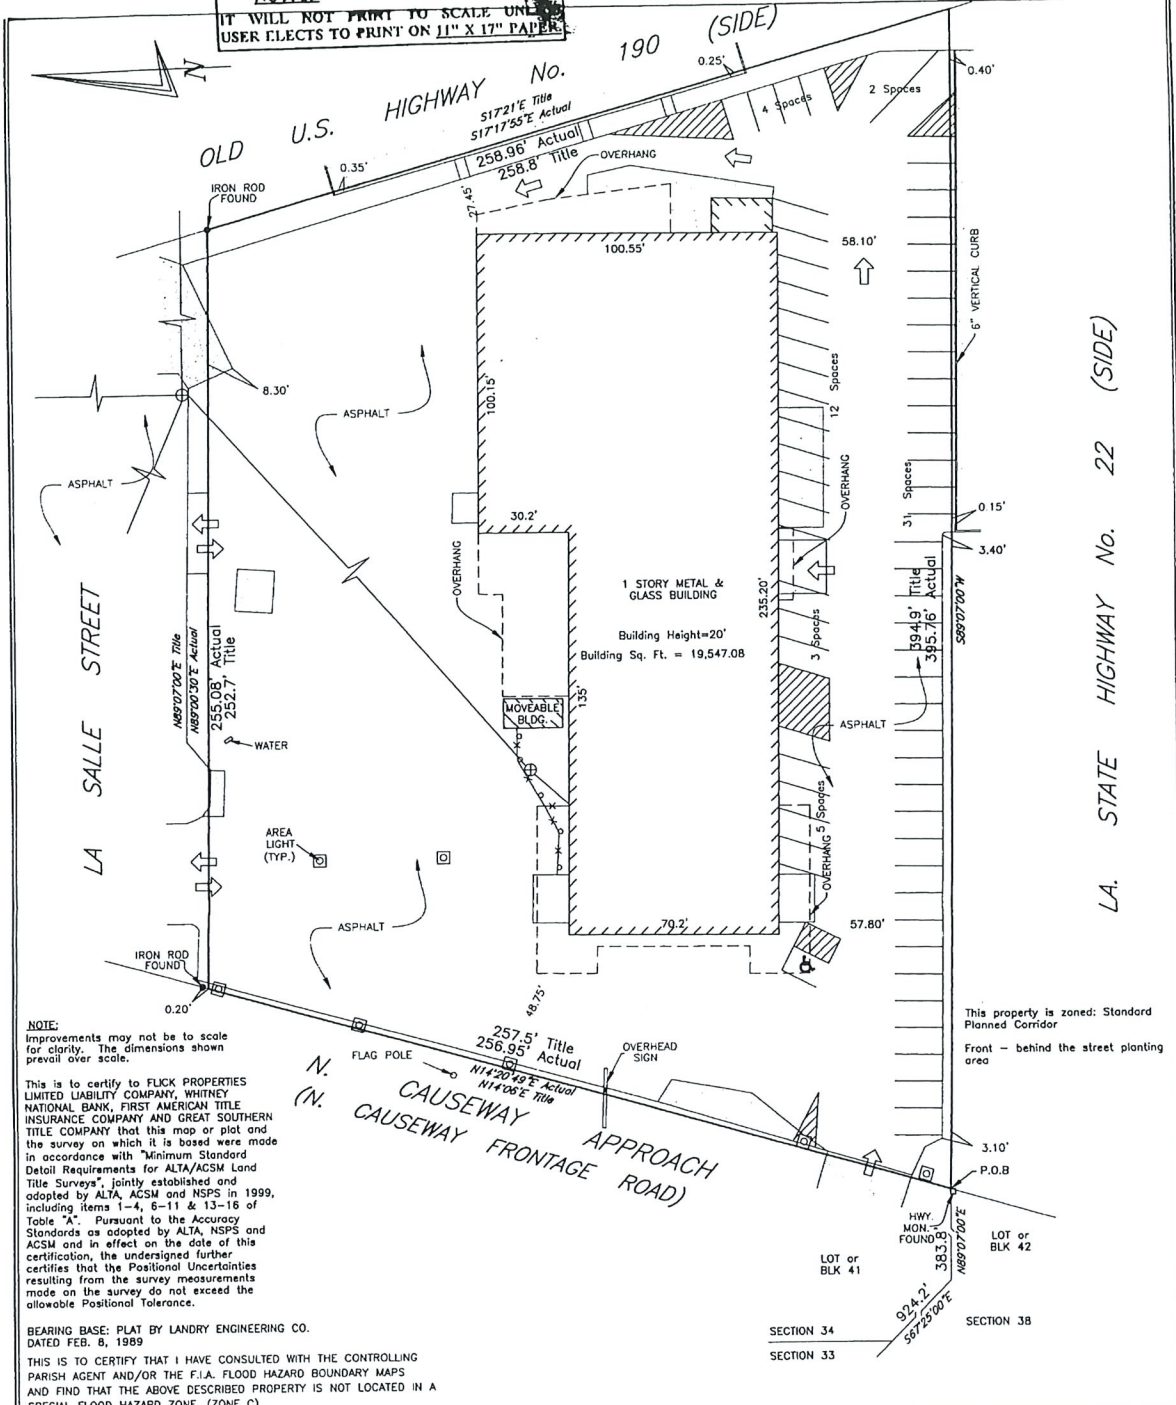 IT WILL NOT PRINT TO SCALE UNLESS
USER ELECTS TO PRINT ON 11" X 17" PAPER.
N
OLD U.S. HIGHWAY No. 190 (SIDE)
S17°21'E Title
S17°17'55"E Actual
258.96' Actual
258.8' Title
0.35'
0.25'
0.40'
IRON ROD
FOUND
27.45'
OVERHANG
4 Spaces
2 Spaces
100.55'
58.10'
6" VERTICAL CURB
8.30'
ASPHALT
100.15'
12 Spaces
ASPHALT
30.2'
OVERHANG
31 Spaces
0.15'
3.40'
OVERHANG
1 STORY METAL &
GLASS BUILDING
Building Height=20'
Building Sq. Ft. = 19,547.08
235.20'
3 Spaces
394.9' Title
395.76' Actual
S89°07'00"W
LA SALLE STREET
N89°07'00"E Title
N89°00'30"E Actual
255.08' Actual
252.7' Title
WATER
MOVEABLE
BLDG.
135'
ASPHALT
LA. STATE HIGHWAY No. 22 (SIDE)
AREA
LIGHT
(TYP.)
5 Spaces
OVERHANG
ASPHALT
70.2'
57.80'
IRON ROD
FOUND
0.20'
48.75'
257.5' Title
256.95' Actual
N14°20'49"E Actual
N14°06'E Title
FLAG POLE
OVERHEAD
SIGN
N. CAUSEWAY APPROACH
(N. CAUSEWAY FRONTAGE ROAD)
This property is zoned: Standard
Planned Corridor
Front – behind the street planting
area
3.10'
P.O.B
HWY.
MON.
FOUND
383.8'
N89°07'00"E
LOT or
BLK 41
LOT or
BLK 42
924.2'
S67°25'00"E
SECTION 34
SECTION 33
SECTION 38
NOTE:
Improvements may not be to scale
for clarity. The dimensions shown
prevail over scale.
This is to certify to FLICK PROPERTIES
LIMITED LIABILITY COMPANY, WHITNEY
NATIONAL BANK, FIRST AMERICAN TITLE
INSURANCE COMPANY AND GREAT SOUTHERN
TITLE COMPANY that this map or plat and
the survey on which it is based were made
in accordance with "Minimum Standard
Detail Requirements for ALTA/ACSM Land
Title Surveys", jointly established and
adopted by ALTA, ACSM and NSPS in 1999,
including items 1-4, 6-11 & 13-16 of
Table "A". Pursuant to the Accuracy
Standards as adopted by ALTA, NSPS and
ACSM and in effect on the date of this
certification, the undersigned further
certifies that the Positional Uncertainties
resulting from the survey measurements
made on the survey do not exceed the
allowable Positional Tolerance.
BEARING BASE: PLAT BY LANDRY ENGINEERING CO.
DATED FEB. 8, 1989
THIS IS TO CERTIFY THAT I HAVE CONSULTED WITH THE CONTROLLING
PARISH AGENT AND/OR THE F.I.A. FLOOD HAZARD BOUNDARY MAPS
AND FIND THAT THE ABOVE DESCRIBED PROPERTY IS NOT LOCATED IN A
SPECIAL FLOOD HAZARD ZONE. (ZONE C)